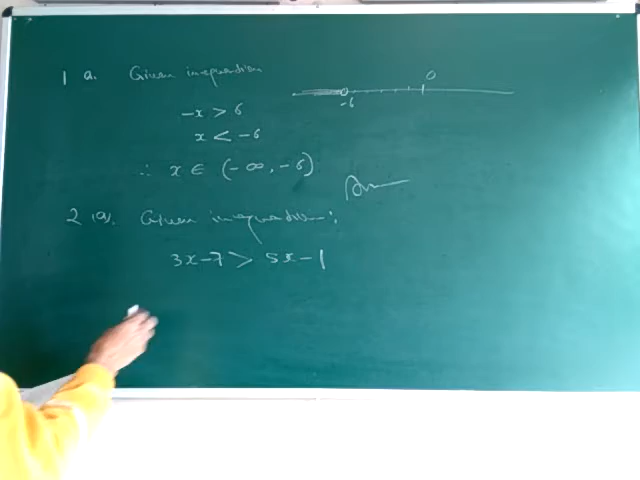 1 a. Given inequation
0
-6
-x > 6
x < -6
∴ x ∈ (-∞, -6)
Ans
2 (a). Given inequation:
3x-7 > 5x-1